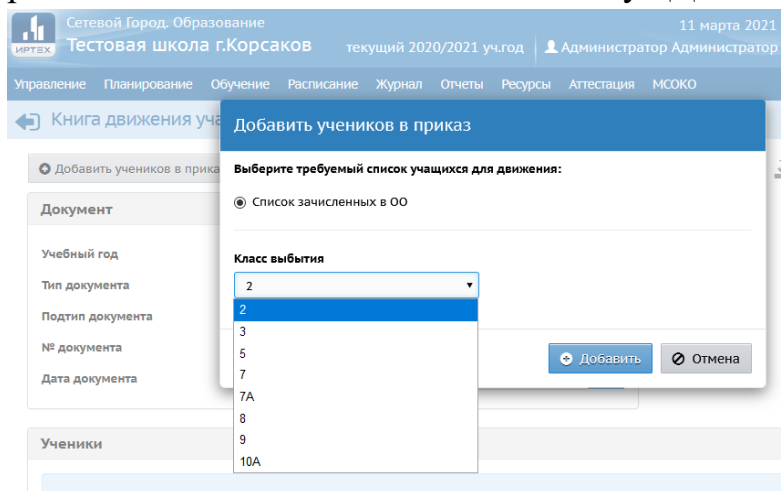 Сетевой Город. Образование
11 марта 2021
ИРТЕХ Тестовая школа г.Корсаков текущий 2020/2021 уч.год Администратор Администратор
Управление Планирование Обучение Расписание Журнал Отчеты Ресурсы Аттестация МСОКО
Книга движения уча
Добавить учеников в приказ
Добавить учеников в прика
Выберите требуемый список учащихся для движения:
Список зачисленных в ОО
Документ
Учебный год
Тип документа
Подтип документа
№ документа
Дата документа
Класс выбытия
2
2
3
5
7
7А
8
9
10А
Добавить Отмена
Ученики